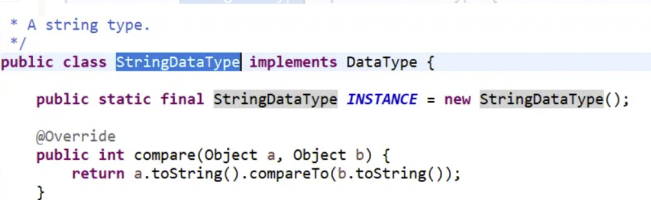 * A string type.
*/
public class StringDataType implements DataType {
public static final StringDataType INSTANCE = new StringDataType();
@Override
public int compare(Object a, Object b) {
return a.toString().compareTo(b.toString());
}